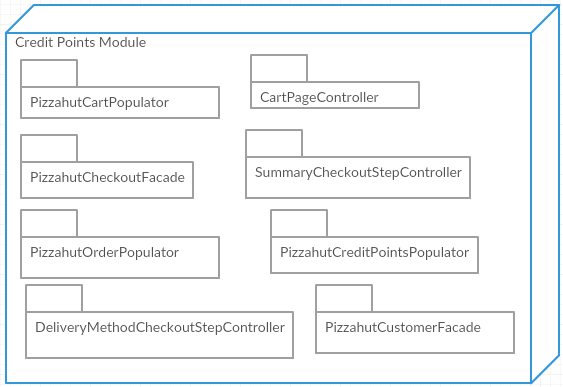 Credit Points Module
PizzahutCartPopulator
CartPageController
PizzahutCheckoutFacade
SummaryCheckoutStepController
PizzahutOrderPopulator
PizzahutCreditPointsPopulator
DeliveryMethodCheckoutStepController
PizzahutCustomerFacade